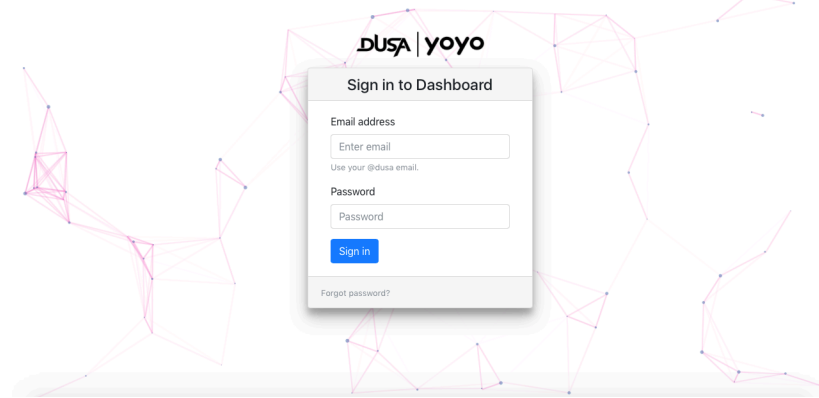 DUSA | yoyo
Sign in to Dashboard
Email address
Enter email
Use your @dusa email.
Password
Password
Sign in
Forgot password?